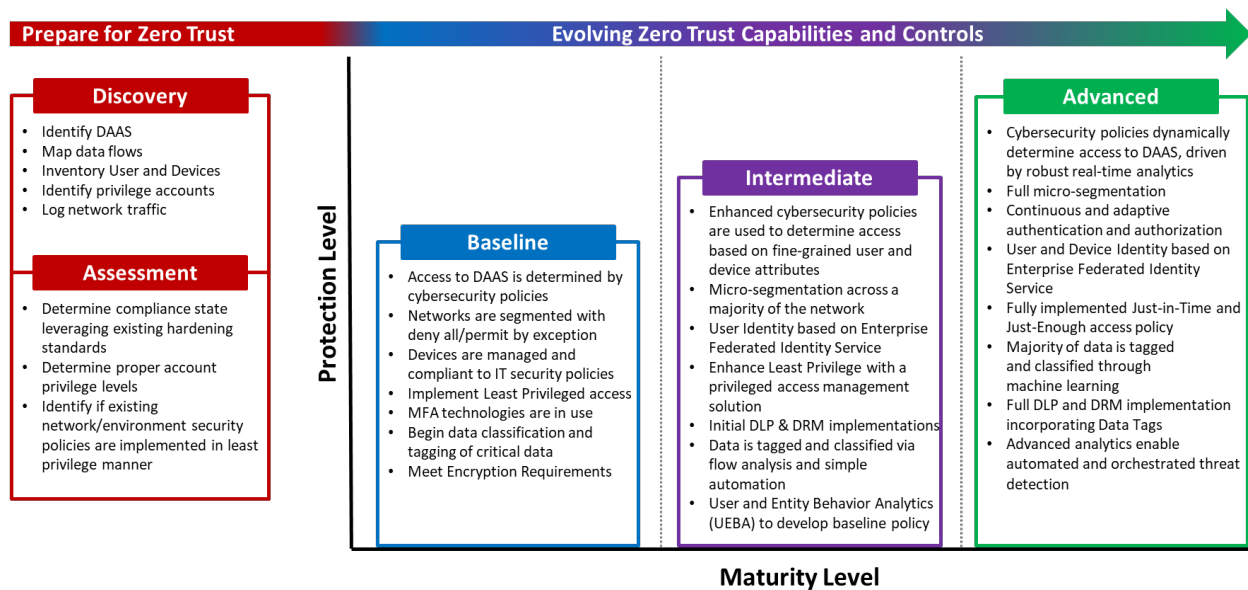 Prepare for Zero Trust
Evolving Zero Trust Capabilities and Controls
Discovery
• Identify DAAS
• Map data flows
• Inventory User and Devices
• Identify privilege accounts
• Log network traffic
Assessment
• Determine compliance state
leveraging existing hardening
standards
• Determine proper account
privilege levels
• Identify if existing
network/environment security
policies are implemented in least
privilege manner
Protection Level
Baseline
• Access to DAAS is determined by
cybersecurity policies
• Networks are segmented with
deny all/permit by exception
• Devices are managed and
compliant to IT security policies
• Implement Least Privileged access
• MFA technologies are in use
• Begin data classification and
tagging of critical data
• Meet Encryption Requirements
Intermediate
• Enhanced cybersecurity policies
are used to determine access
based on fine-grained user and
device attributes
• Micro-segmentation across a
majority of the network
• User Identity based on Enterprise
Federated Identity Service
• Enhance Least Privilege with a
privileged access management
solution
• Initial DLP & DRM implementations
• Data is tagged and classified via
flow analysis and simple
automation
• User and Entity Behavior Analytics
(UEBA) to develop baseline policy
Advanced
• Cybersecurity policies dynamically
determine access to DAAS, driven
by robust real-time analytics
• Full micro-segmentation
• Continuous and adaptive
authentication and authorization
• User and Device Identity based on
Enterprise Federated Identity
Service
• Fully implemented Just-in-Time and
Just-Enough access policy
• Majority of data is tagged
and classified through
machine learning
• Full DLP and DRM implementation
incorporating Data Tags
• Advanced analytics enable
automated and orchestrated threat
detection
Maturity Level